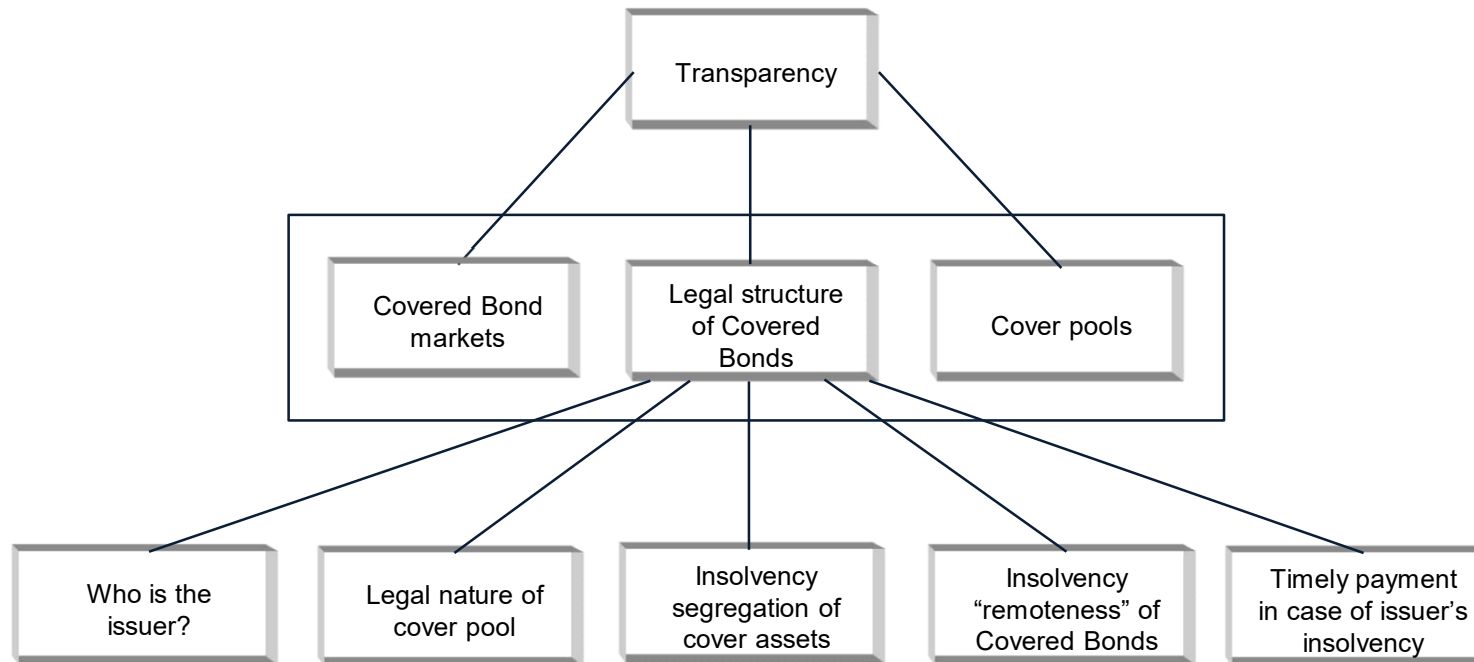 Transparency
Covered Bond
markets
Legal structure
of Covered
Bonds
Cover pools
Who is the
issuer?
Legal nature of
cover pool
Insolvency
segregation of
cover assets
Insolvency
“remoteness” of
Covered Bonds
Timely payment
in case of issuer’s
insolvency